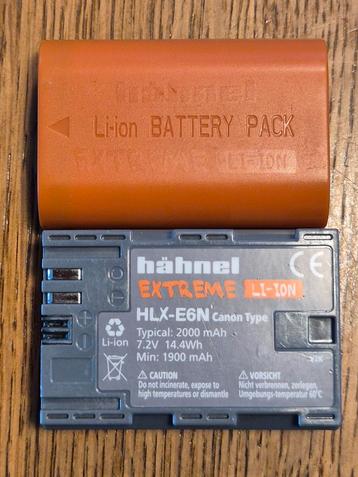 hähnel
Li-ion BATTERY PACK
EXTREME LI-ION
hähnel CE
EXTREME LI-ION
HLX-E6N Canon Type
Typical: 2000 mAh
7.2V 14.4Wh
Min: 1900 mAh
Li-ion
⚠ CAUTION
Do not incinerate, expose to
high temperatures or dismantle
⚠ VORSICHT
Nicht verbrennen, zerlegen,
Umgebungs-temperatur 60°C